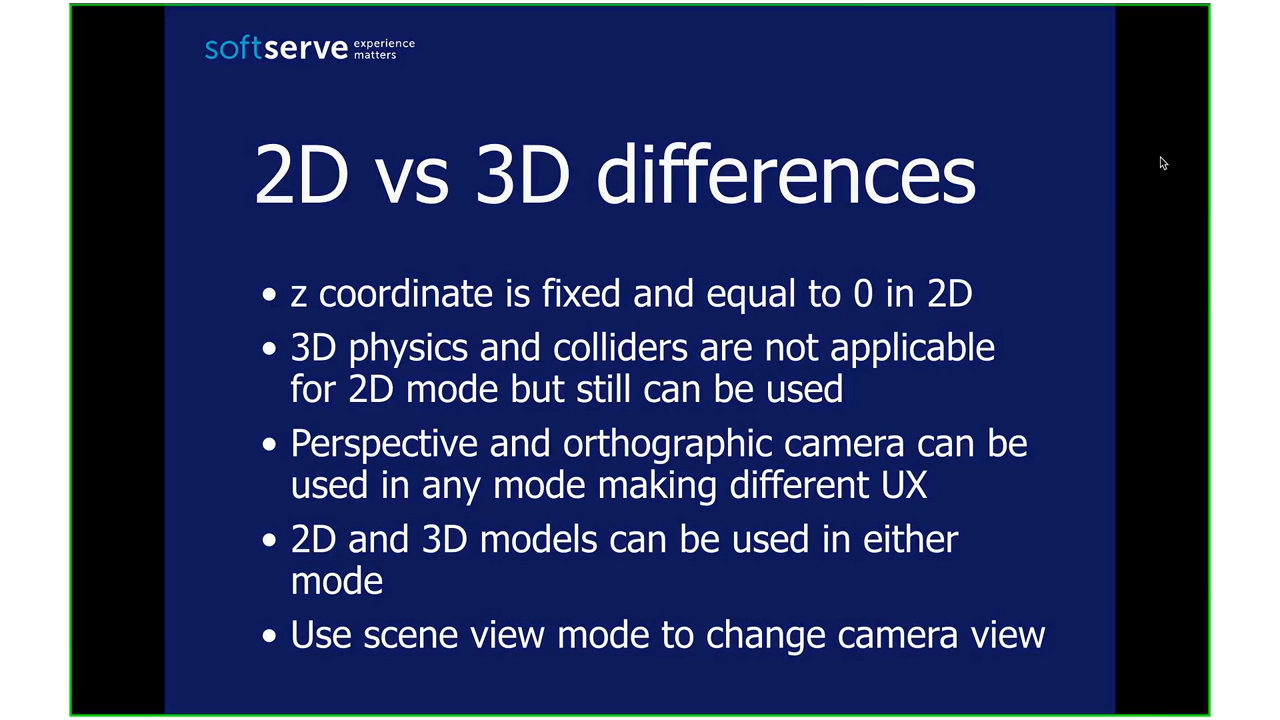 softserve experience
matters
2D vs 3D differences
• z coordinate is fixed and equal to 0 in 2D
• 3D physics and colliders are not applicable
for 2D mode but still can be used
• Perspective and orthographic camera can be
used in any mode making different UX
• 2D and 3D models can be used in either
mode
• Use scene view mode to change camera view